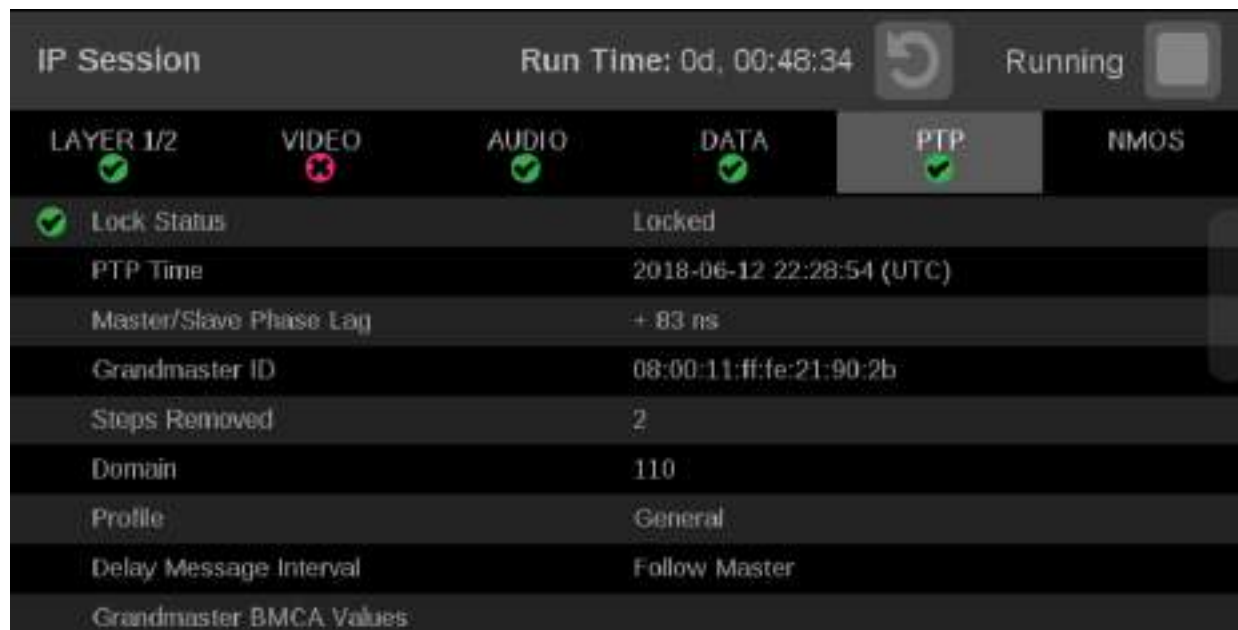 IP Session Run Time: 0d, 00:48:34 Running
LAYER 1/2 VIDEO AUDIO DATA PTP NMOS
Lock Status Locked
PTP Time 2018-06-12 22:28:54 (UTC)
Master/Slave Phase Lag + 83 ns
Grandmaster ID 08:00:11:ff:fe:21:90:2b
Steps Removed 2
Domain 110
Profile General
Delay Message Interval Follow Master
Grandmaster BMCA Values